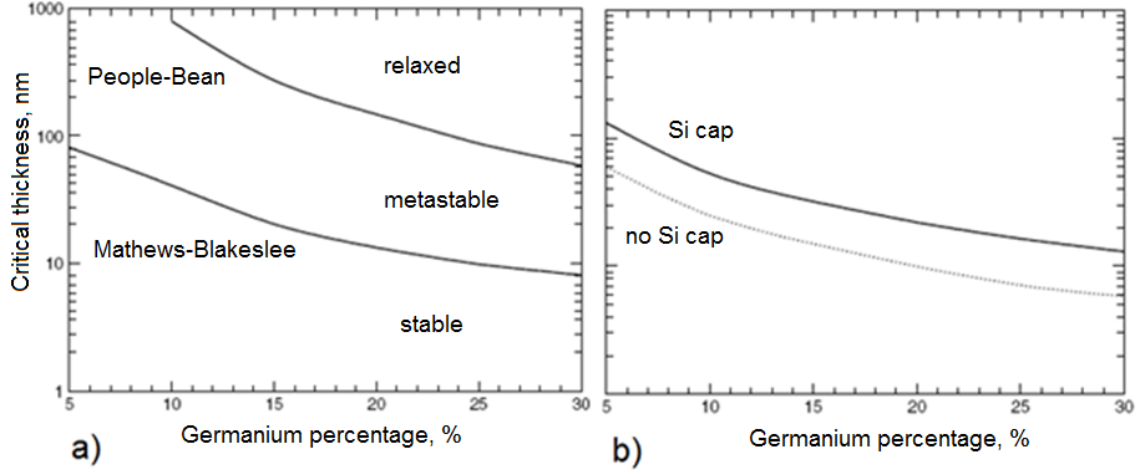 Critical thickness, nm
1000
100
10
1
People-Bean
relaxed
metastable
Mathews-Blakeslee
stable
5
10
15
20
25
30
a)
Germanium percentage, %
Si cap
no Si cap
5
10
15
20
25
30
b)
Germanium percentage, %